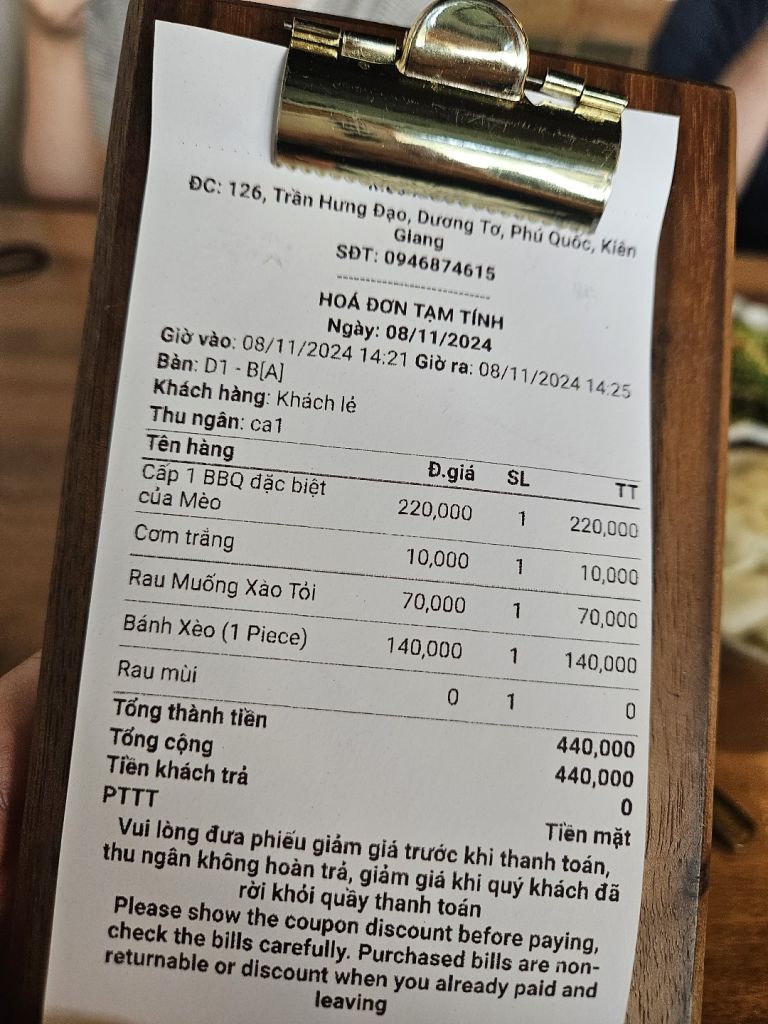 ĐC: 126, Trần Hưng Đạo, Dương Tơ, Phú Quốc, Kiên
Giang
SĐT: 0946874615
HOÁ ĐƠN TẠM TÍNH
Ngày: 08/11/2024
Giờ vào: 08/11/2024 14:21 Giờ ra: 08/11/2024 14:25
Bàn: D1 - B[A]
Khách hàng: Khách lẻ
Thu ngân: ca1
Tên hàng Đ.giá SL TT
Cấp 1 BBQ đặc biệt
của Mèo 220,000 1 220,000
Cơm trắng 10,000 1 10,000
Rau Muống Xào Tỏi 70,000 1 70,000
Bánh Xèo (1 Piece) 140,000 1 140,000
Rau mùi 0 1 0
Tổng thành tiền 440,000
Tổng cộng 440,000
Tiền khách trả 0
PTTT Tiền mặt
Vui lòng đưa phiếu giảm giá trước khi thanh toán,
thu ngân không hoàn trả, giảm giá khi quý khách đã
rời khỏi quầy thanh toán
Please show the coupon discount before paying,
check the bills carefully. Purchased bills are non-
returnable or discount when you already paid and
leaving